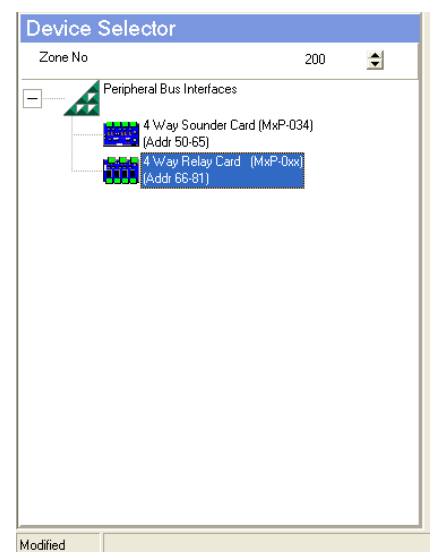 Device Selector
Zone No 200
Peripheral Bus Interfaces
4 Way Sounder Card (MxP-034)
(Addr 50-65)
4 Way Relay Card (MxP-0xx)
(Addr 66-81)
Modified